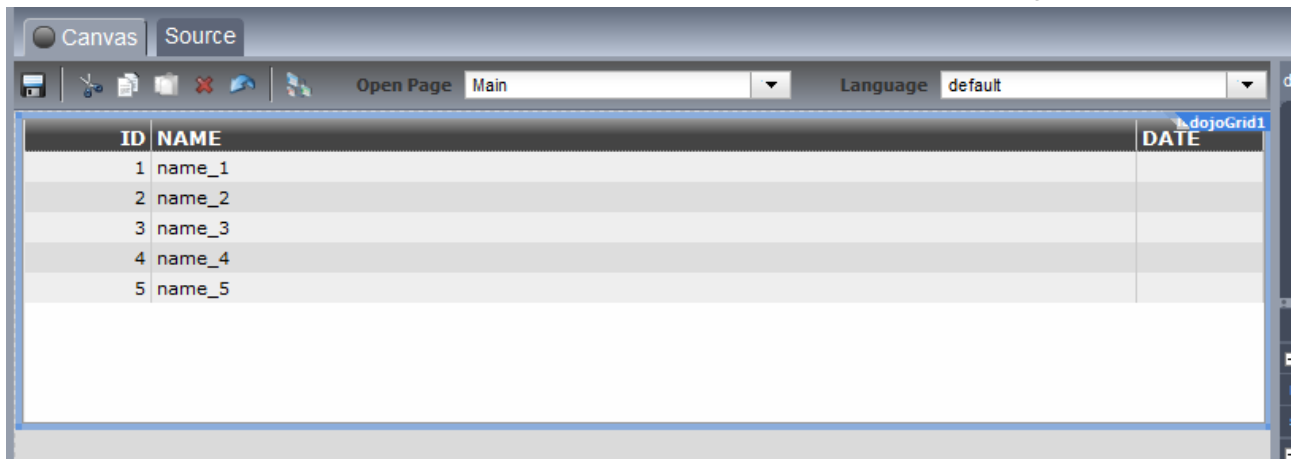 Canvas Source
Open Page Main Language default
dojoGrid1
ID NAME DATE
1 name_1
2 name_2
3 name_3
4 name_4
5 name_5